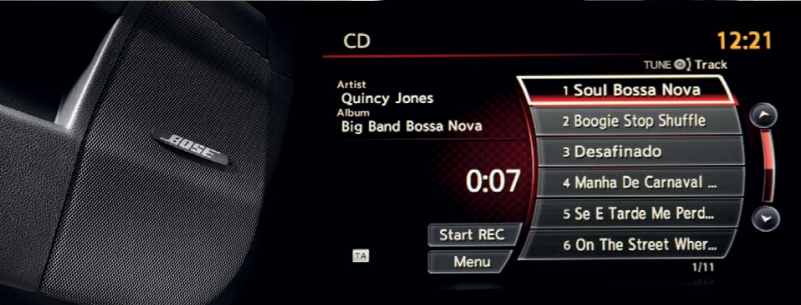 BOSE
CD
12:21
TUNE Track
Artist
Quincy Jones
Album
Big Band Bossa Nova
0:07
1 Soul Bossa Nova
2 Boogie Stop Shuffle
3 Desafinado
4 Manha De Carnaval ...
5 Se E Tarde Me Perd...
6 On The Street Wher...
Start REC
Menu
TA
1/11